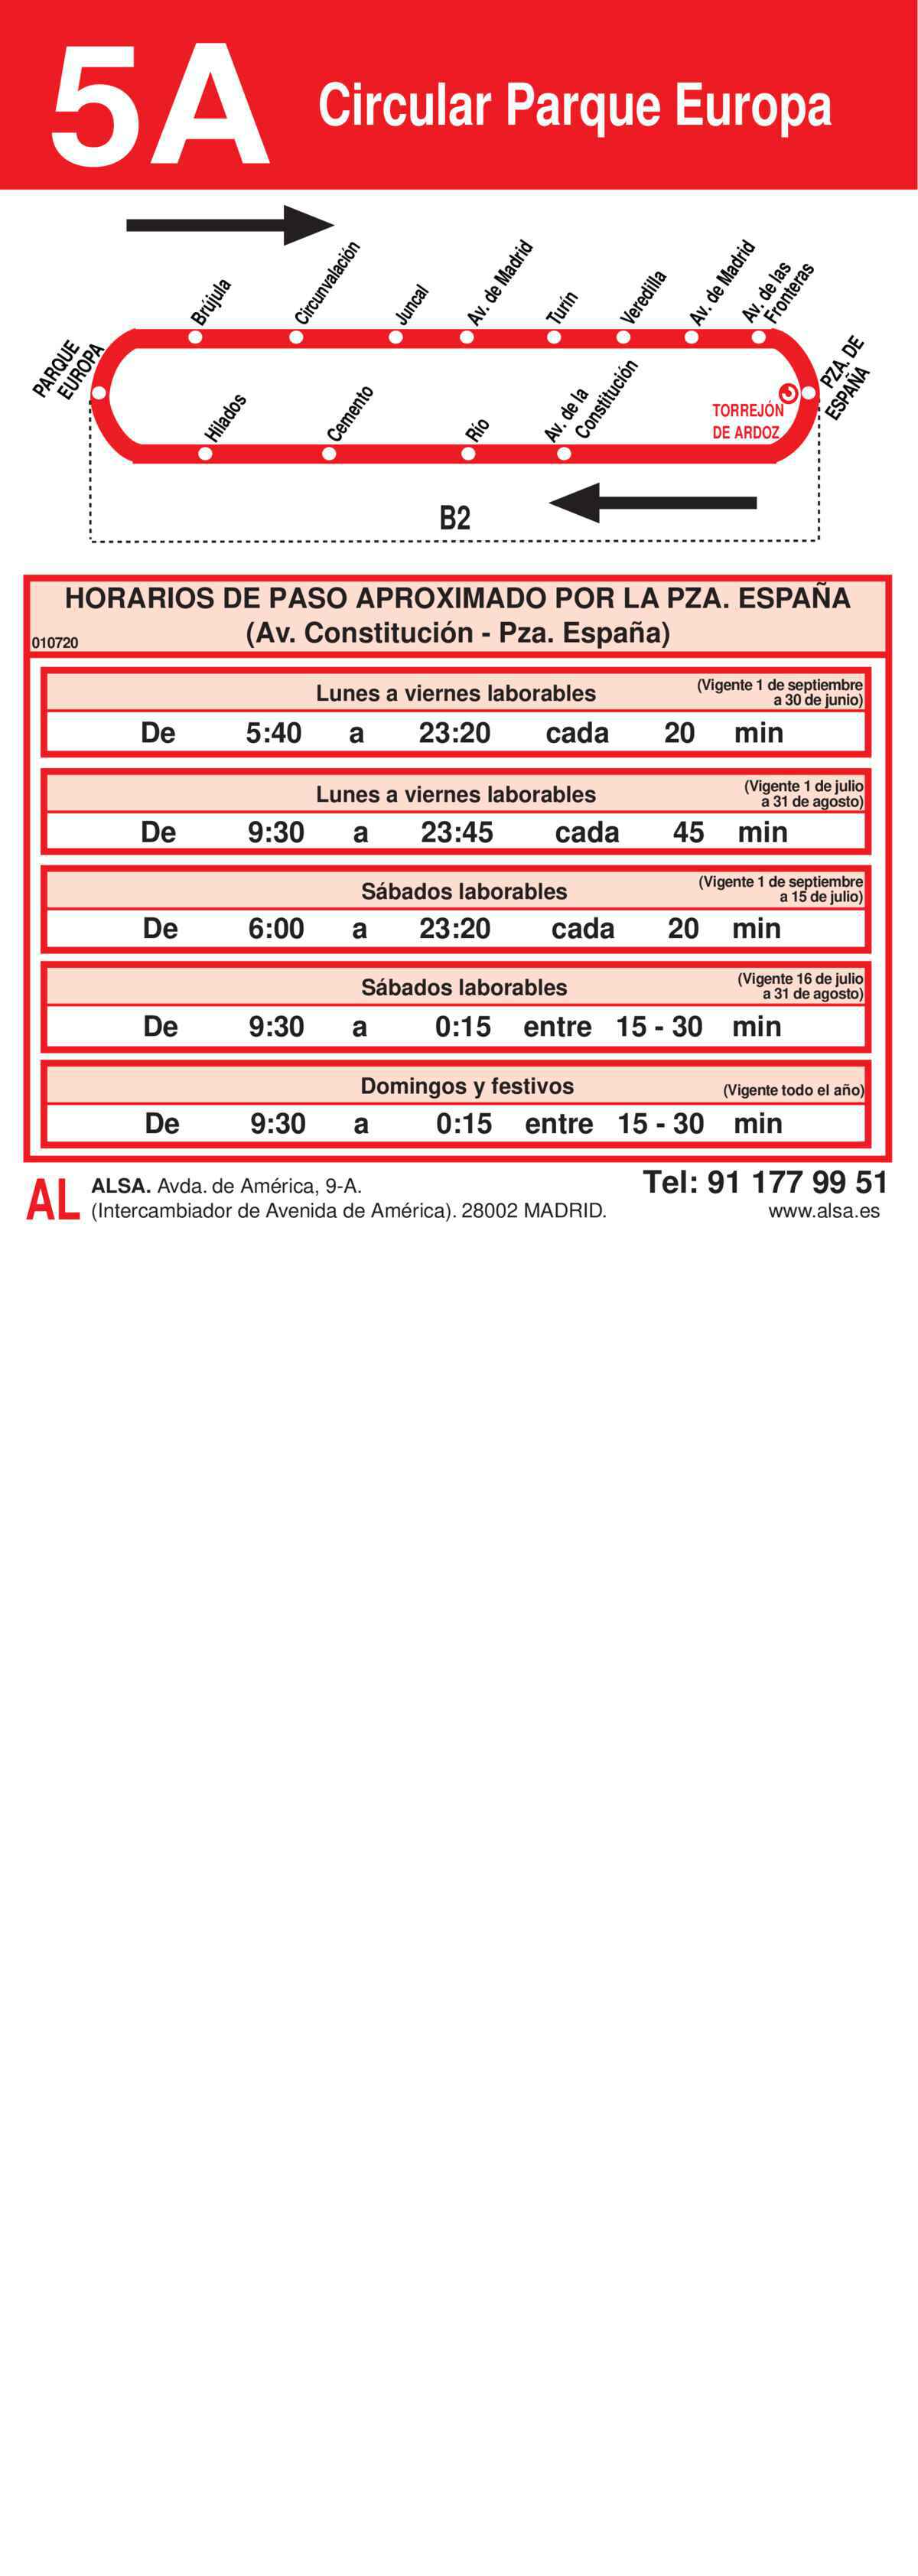 5A
Circular Parque Europa
Brújula
Circunvalación
Juncal
Av. de Madrid
Turín
Veredilla
Av. de Madrid
Av. de las
Fronteras
PARQUE
EUROPA
PZA. DE
ESPAÑA
Hilados
Cemento
Río
Av. de la
Constitución
TORREJÓN
DE ARDOZ
B2
HORARIOS DE PASO APROXIMADO POR LA PZA. ESPAÑA
(Av. Constitución - Pza. España)
010720
Lunes a viernes laborables
(Vigente 1 de septiembre
a 30 de junio)
De 5:40 a 23:20 cada 20 min
Lunes a viernes laborables
(Vigente 1 de julio
a 31 de agosto)
De 9:30 a 23:45 cada 45 min
Sábados laborables
(Vigente 1 de septiembre
a 15 de julio)
De 6:00 a 23:20 cada 20 min
Sábados laborables
(Vigente 16 de julio
a 31 de agosto)
De 9:30 a 0:15 entre 15 - 30 min
Domingos y festivos (Vigente todo el año)
De 9:30 a 0:15 entre 15 - 30 min
AL
ALSA. Avda. de América, 9-A.
(Intercambiador de Avenida de América). 28002 MADRID.
Tel: 91 177 99 51
www.alsa.es